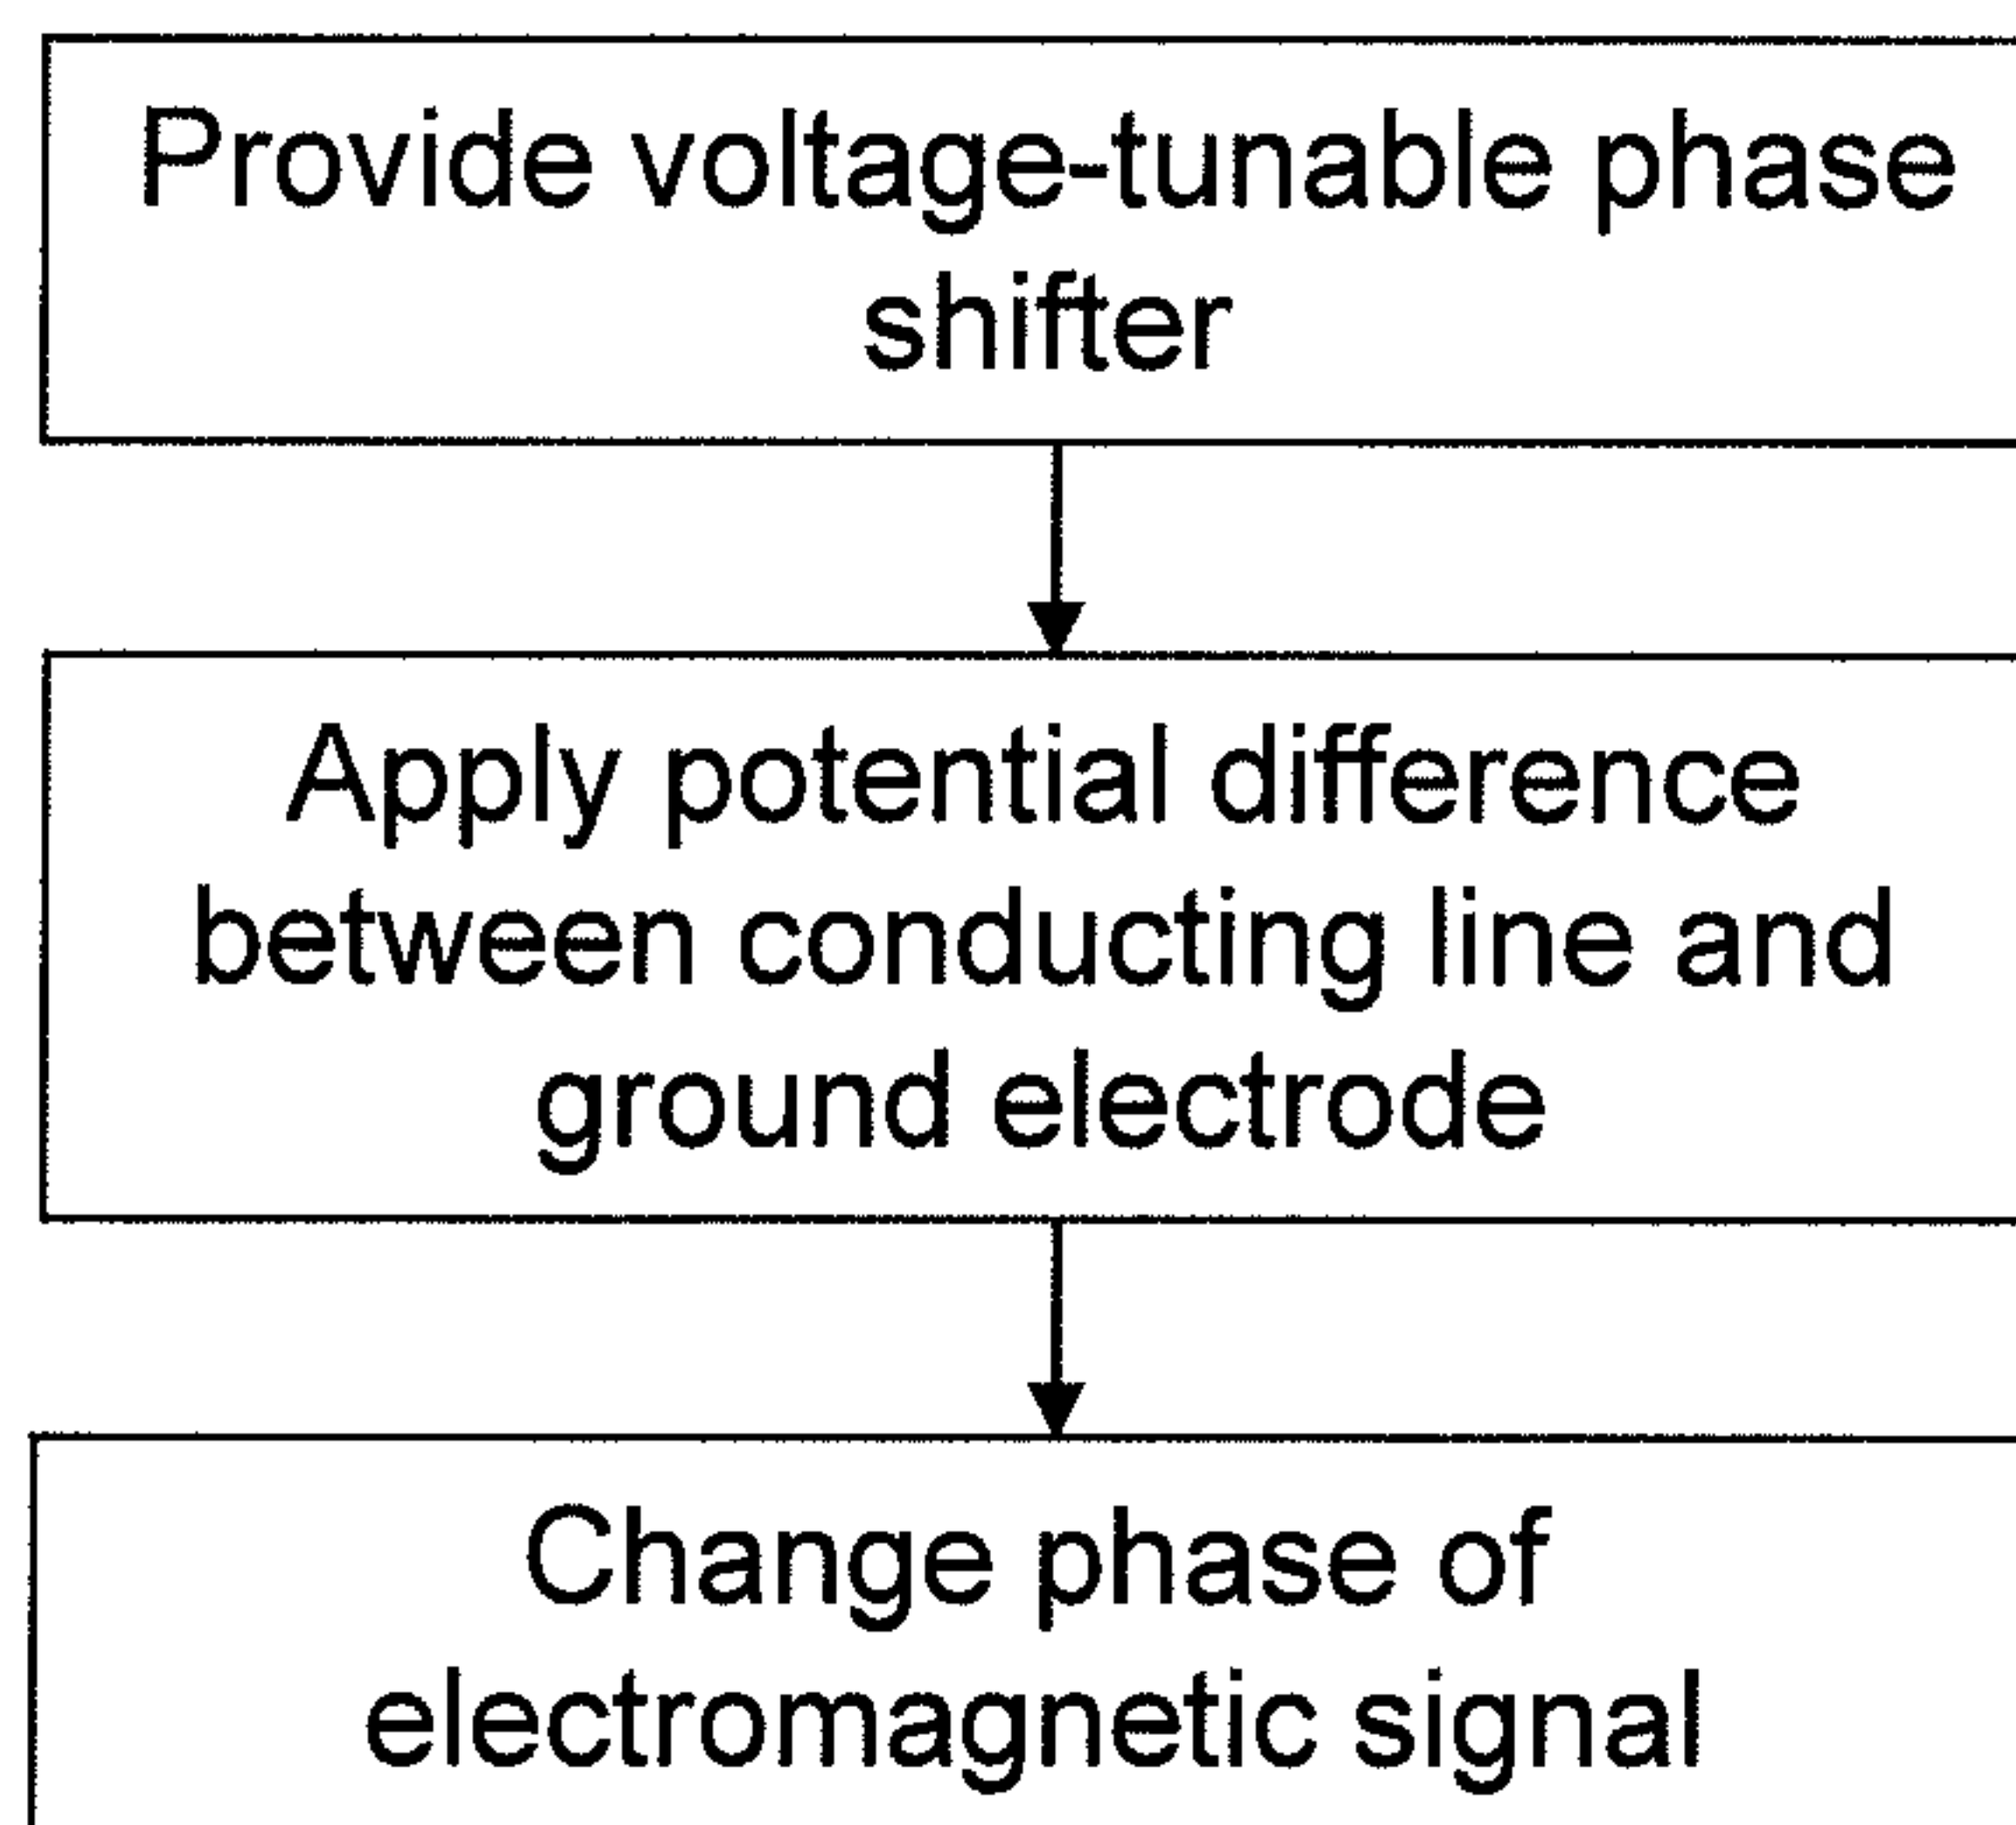 Provide voltage-tunable phase
shifter
Apply potential difference
between conducting line and
ground electrode
Change phase of
electromagnetic signal